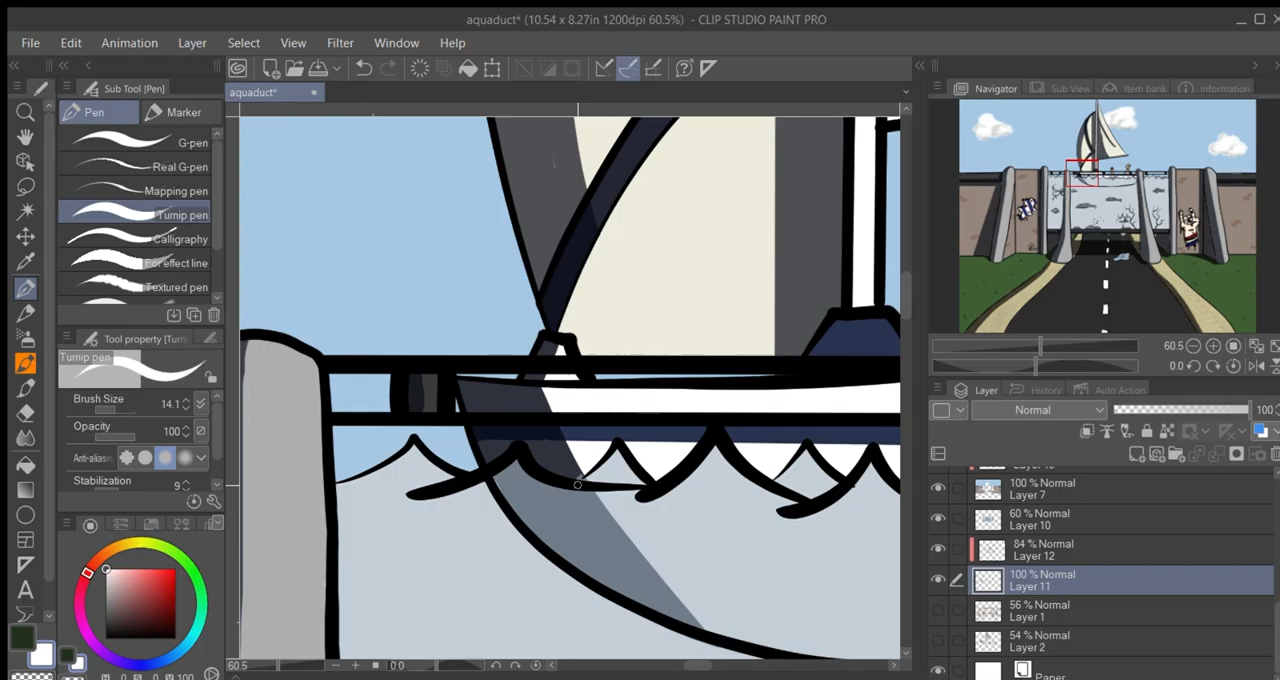 aquaduct* (10.54 x 8.27in 1200dpi 60.5%) - CLIP STUDIO PAINT PRO
File Edit Animation Layer Select View Filter Window Help
Sub Tool [Pen]
Pen Marker
G-pen
Real G-pen
Mapping pen
Turnip pen
Calligraphy
For effect line
Textured pen
Tool property [Turni
Turnip pen
Brush Size 14.1
Opacity 100
Anti-alias
Stabilization 9
aquaduct*
60.5 0.0
Navigator Sub View Item bank Information
60.5
0.0
Layer History Auto Action
Normal 100
100 % Normal
Layer 7
60 % Normal
Layer 10
84 % Normal
Layer 12
100 % Normal
Layer 11
56 % Normal
Layer 1
54 % Normal
Layer 2
Paper